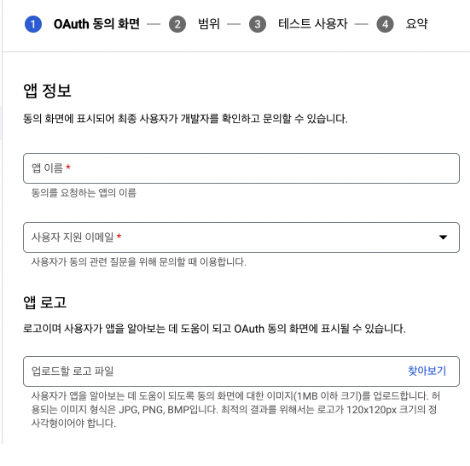 1 OAuth 동의 화면 — 2 범위 — 3 테스트 사용자 — 4 요약
앱 정보
동의 화면에 표시되어 최종 사용자가 개발자를 확인하고 문의할 수 있습니다.
앱 이름 *
동의를 요청하는 앱의 이름
사용자 지원 이메일 *
사용자가 동의 관련 질문을 위해 문의할 때 이용합니다.
앱 로고
로고이며 사용자가 앱을 알아보는 데 도움이 되고 OAuth 동의 화면에 표시될 수 있습니다.
업로드할 로고 파일 찾아보기
사용자가 앱을 알아보는 데 도움이 되도록 동의 화면에 대한 이미지(1MB 이하 크기)를 업로드합니다. 허
용되는 이미지 형식은 JPG, PNG, BMP입니다. 최적의 결과를 위해서는 로고가 120x120px 크기의 정
사각형이어야 합니다.